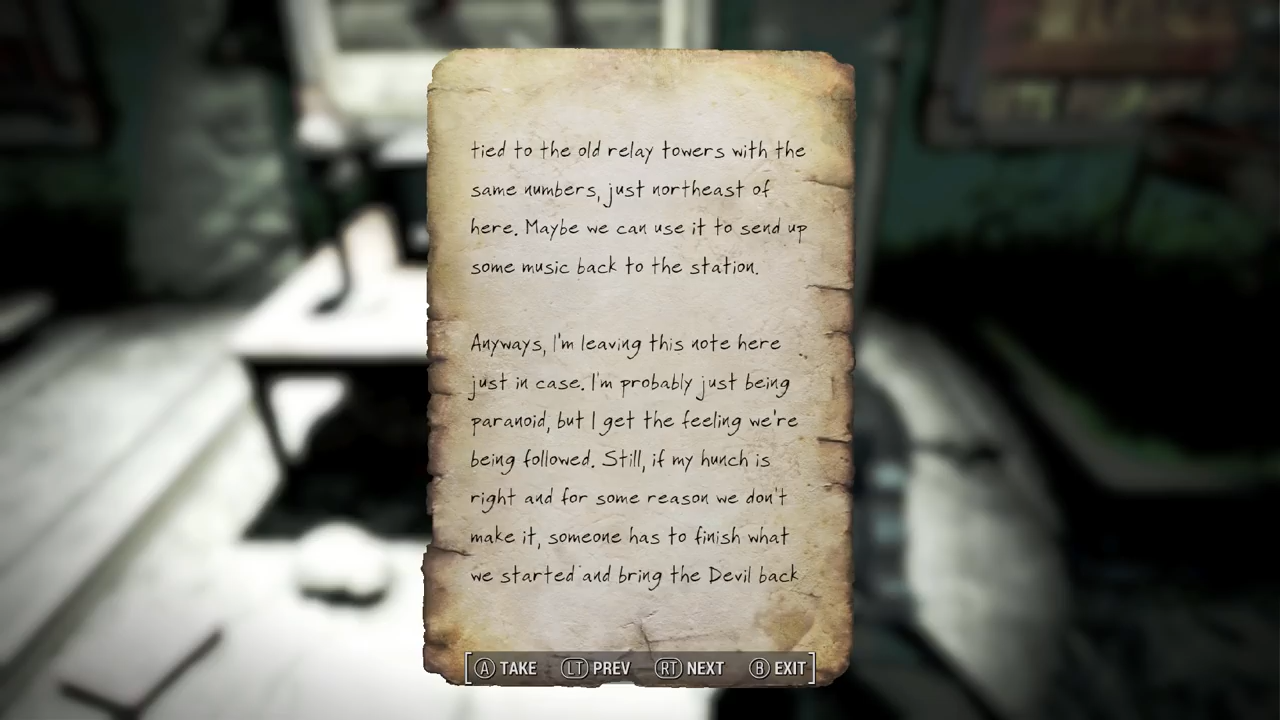 tied to the old relay towers with the
same numbers, just northeast of
here. Maybe we can use it to send up
some music back to the station.
Anyways, I'm leaving this note here
just in case. I'm probably just being
paranoid, but I get the feeling we're
being followed. Still, if my hunch is
right and for some reason we don't
make it, someone has to finish what
we started and bring the Devil back
A TAKE LT PREV RT NEXT B EXIT